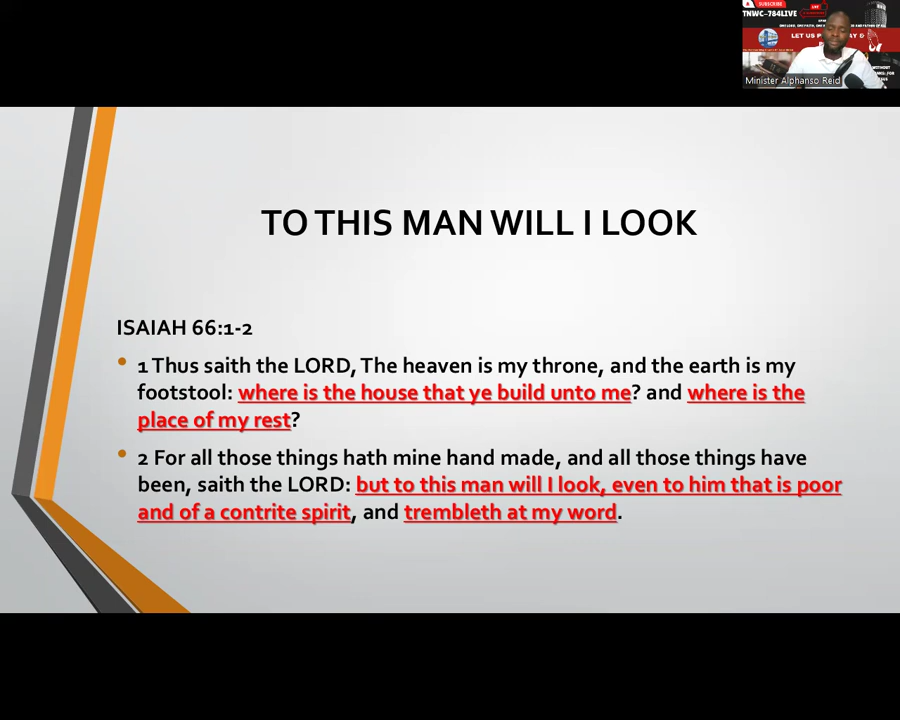 SUBSCRIBE
LIVE
TNWC-784LIVE
LET US P
AY &
Minister Alphanso Reid
TO THIS MAN WILL I LOOK
ISAIAH 66:1-2
• 1 Thus saith the LORD, The heaven is my throne, and the earth is my
footstool: where is the house that ye build unto me? and where is the
place of my rest?
• 2 For all those things hath mine hand made, and all those things have
been, saith the LORD: but to this man will I look, even to him that is poor
and of a contrite spirit, and trembleth at my word.